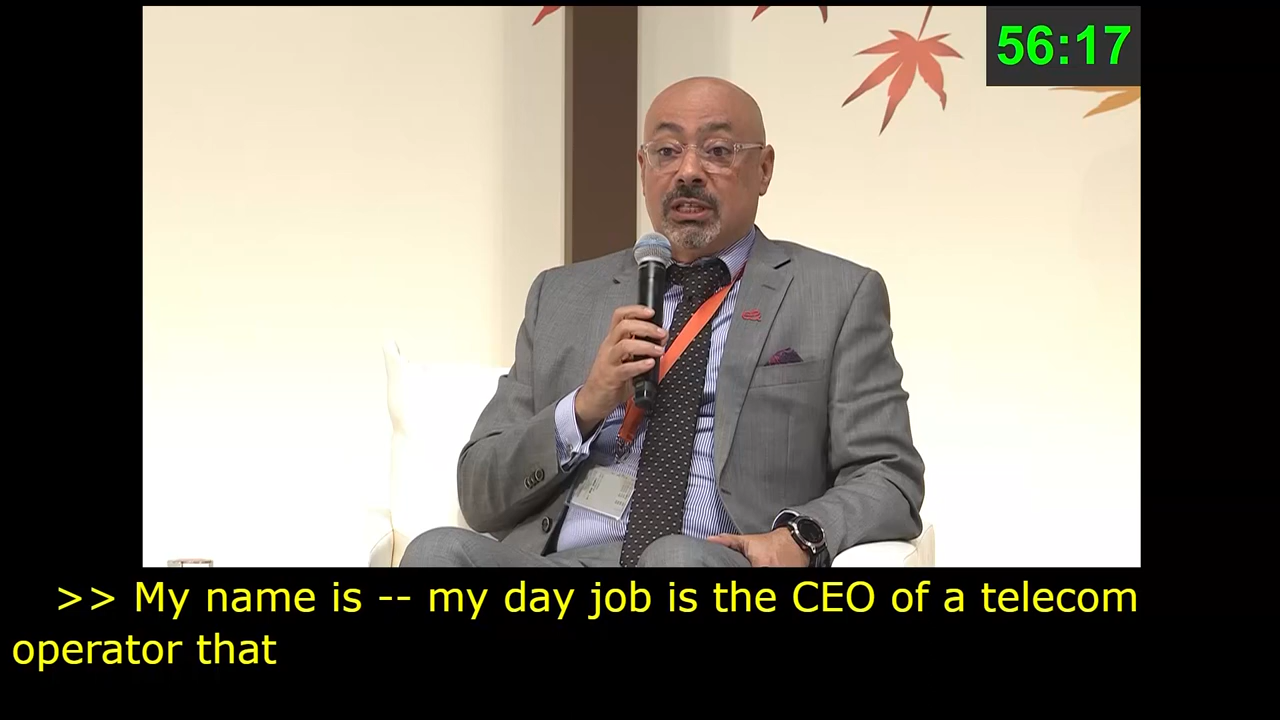 56:17
>> My name is -- my day job is the CEO of a telecom
operator that